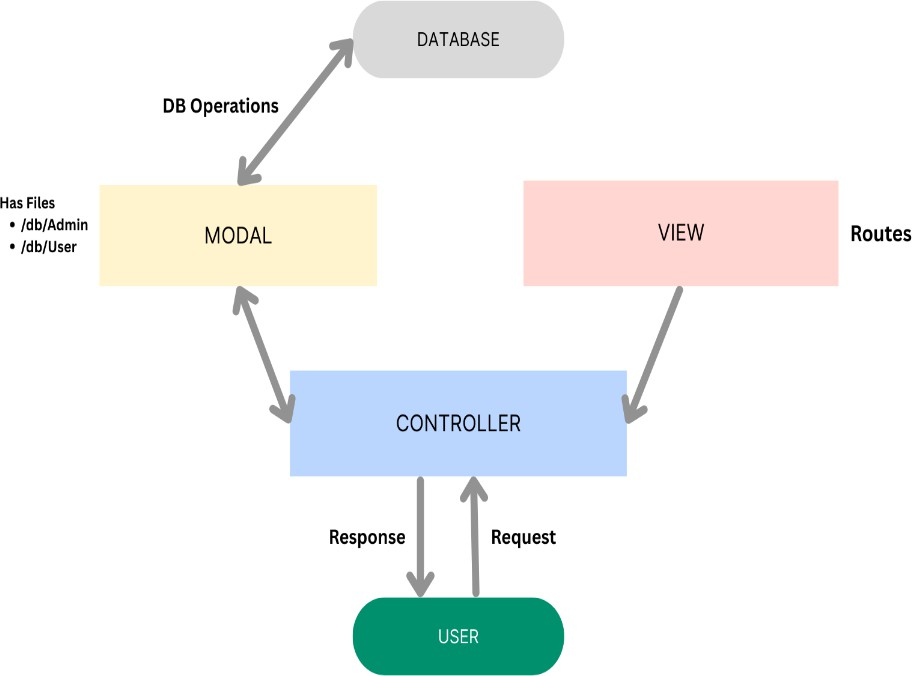 DATABASE
DB Operations
Has Files
• /db/Admin
• /db/User
MODAL
VIEW
Routes
CONTROLLER
Response
Request
USER